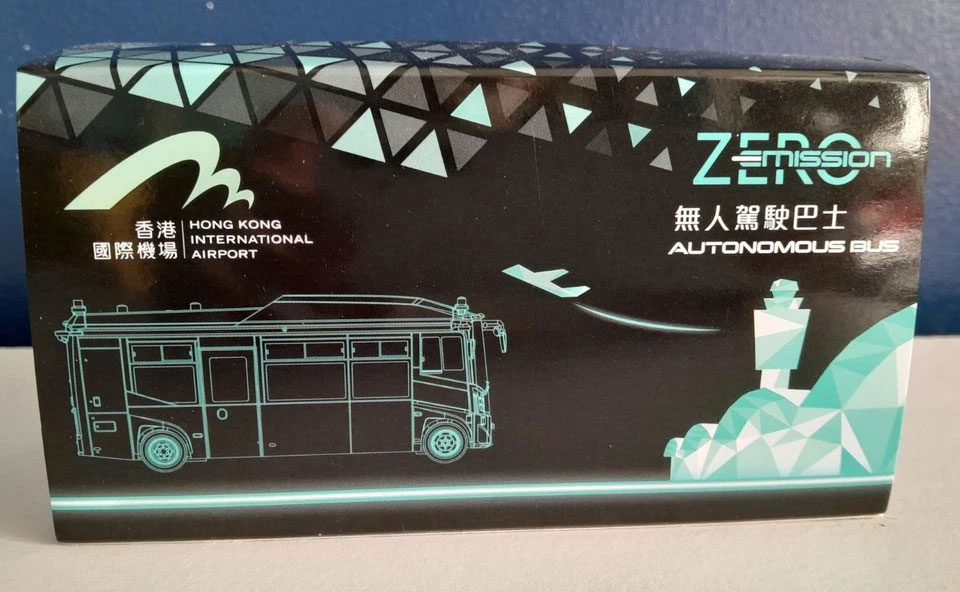 香港
國際機場
HONG KONG
INTERNATIONAL
AIRPORT
ZERO
Emission
無人駕駛巴士
AUTONOMOUS BUS